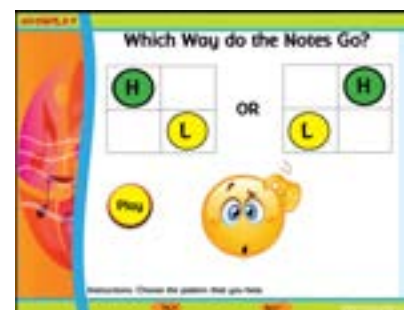 Which Way do the Notes Go?
H
H
OR
L
L
Play
Instructions: Choose the pattern that you hear.